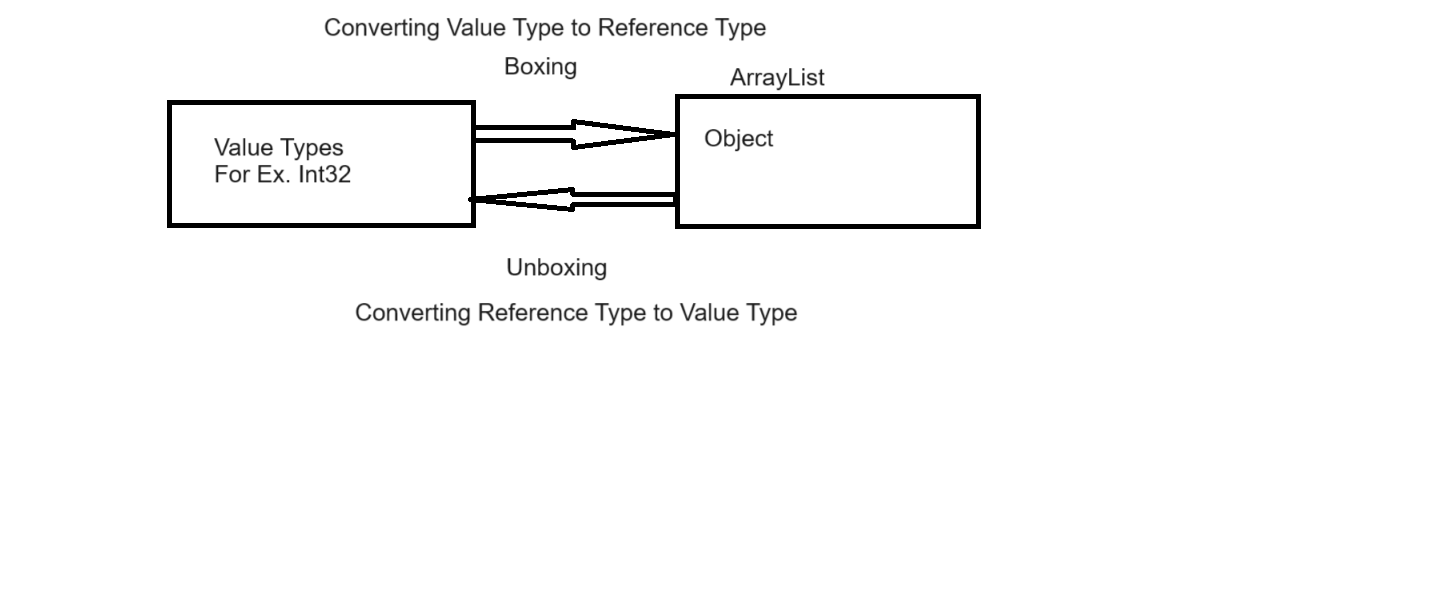 Converting Value Type to Reference Type
Boxing
ArrayList
Value Types
For Ex. Int32
Object
Unboxing
Converting Reference Type to Value Type